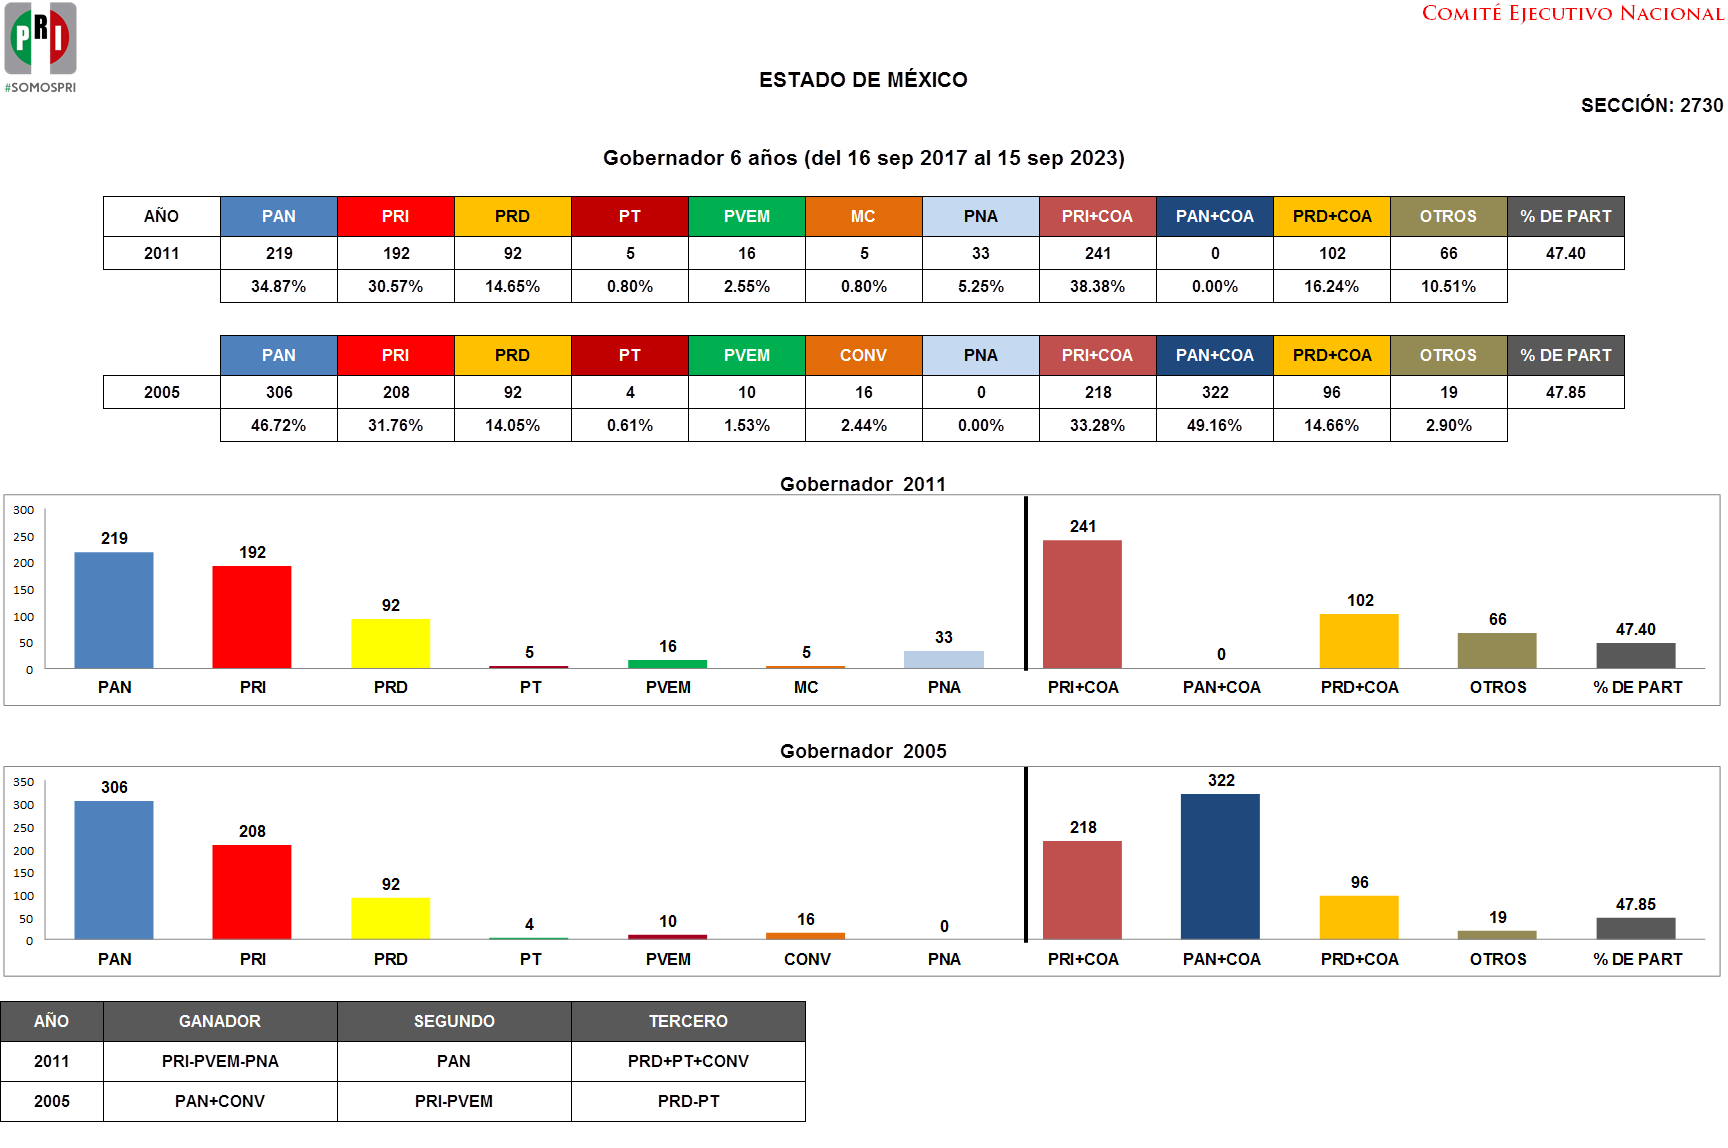 PRI
#SOMOSPRI
COMITÉ EJECUTIVO NACIONAL
ESTADO DE MÉXICO
SECCIÓN: 2730
Gobernador 6 años (del 16 sep 2017 al 15 sep 2023)
AÑO PAN PRI PRD PT PVEM MC PNA PRI+COA PAN+COA PRD+COA OTROS % DE PART
2011 219 192 92 5 16 5 33 241 0 102 66 47.40
34.87% 30.57% 14.65% 0.80% 2.55% 0.80% 5.25% 38.38% 0.00% 16.24% 10.51%
PAN PRI PRD PT PVEM CONV PNA PRI+COA PAN+COA PRD+COA OTROS % DE PART
2005 306 208 92 4 10 16 0 218 322 96 19 47.85
46.72% 31.76% 14.05% 0.61% 1.53% 2.44% 0.00% 33.28% 49.16% 14.66% 2.90%
Gobernador 2011
300
250
200
150
100
50
0
219 192 92 5 16 5 33 241 0 102 66 47.40
PAN PRI PRD PT PVEM MC PNA PRI+COA PAN+COA PRD+COA OTROS % DE PART
Gobernador 2005
350
300
250
200
150
100
50
0
306 208 92 4 10 16 0 218 322 96 19 47.85
PAN PRI PRD PT PVEM CONV PNA PRI+COA PAN+COA PRD+COA OTROS % DE PART
AÑO GANADOR SEGUNDO TERCERO
2011 PRI-PVEM-PNA PAN PRD+PT+CONV
2005 PAN+CONV PRI-PVEM PRD-PT